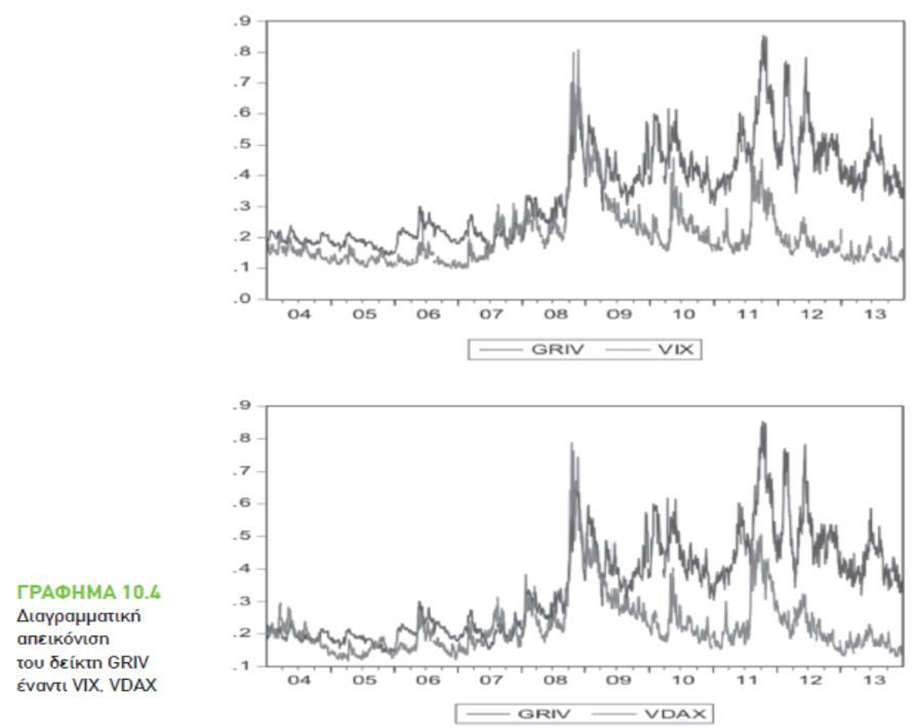 .9
.8
.7
.6
.5
.4
.3
.2
.1
.0
04 05 06 07 08 09 10 11 12 13
GRIV VIX
.9
.8
.7
.6
.5
.4
.3
.2
.1
04 05 06 07 08 09 10 11 12 13
GRIV VDAX
ΓΡΑΦΗΜΑ 10.4
Διαγραμματική
απεικόνιση
του δείκτη GRIV
έναντι VIX, VDAX